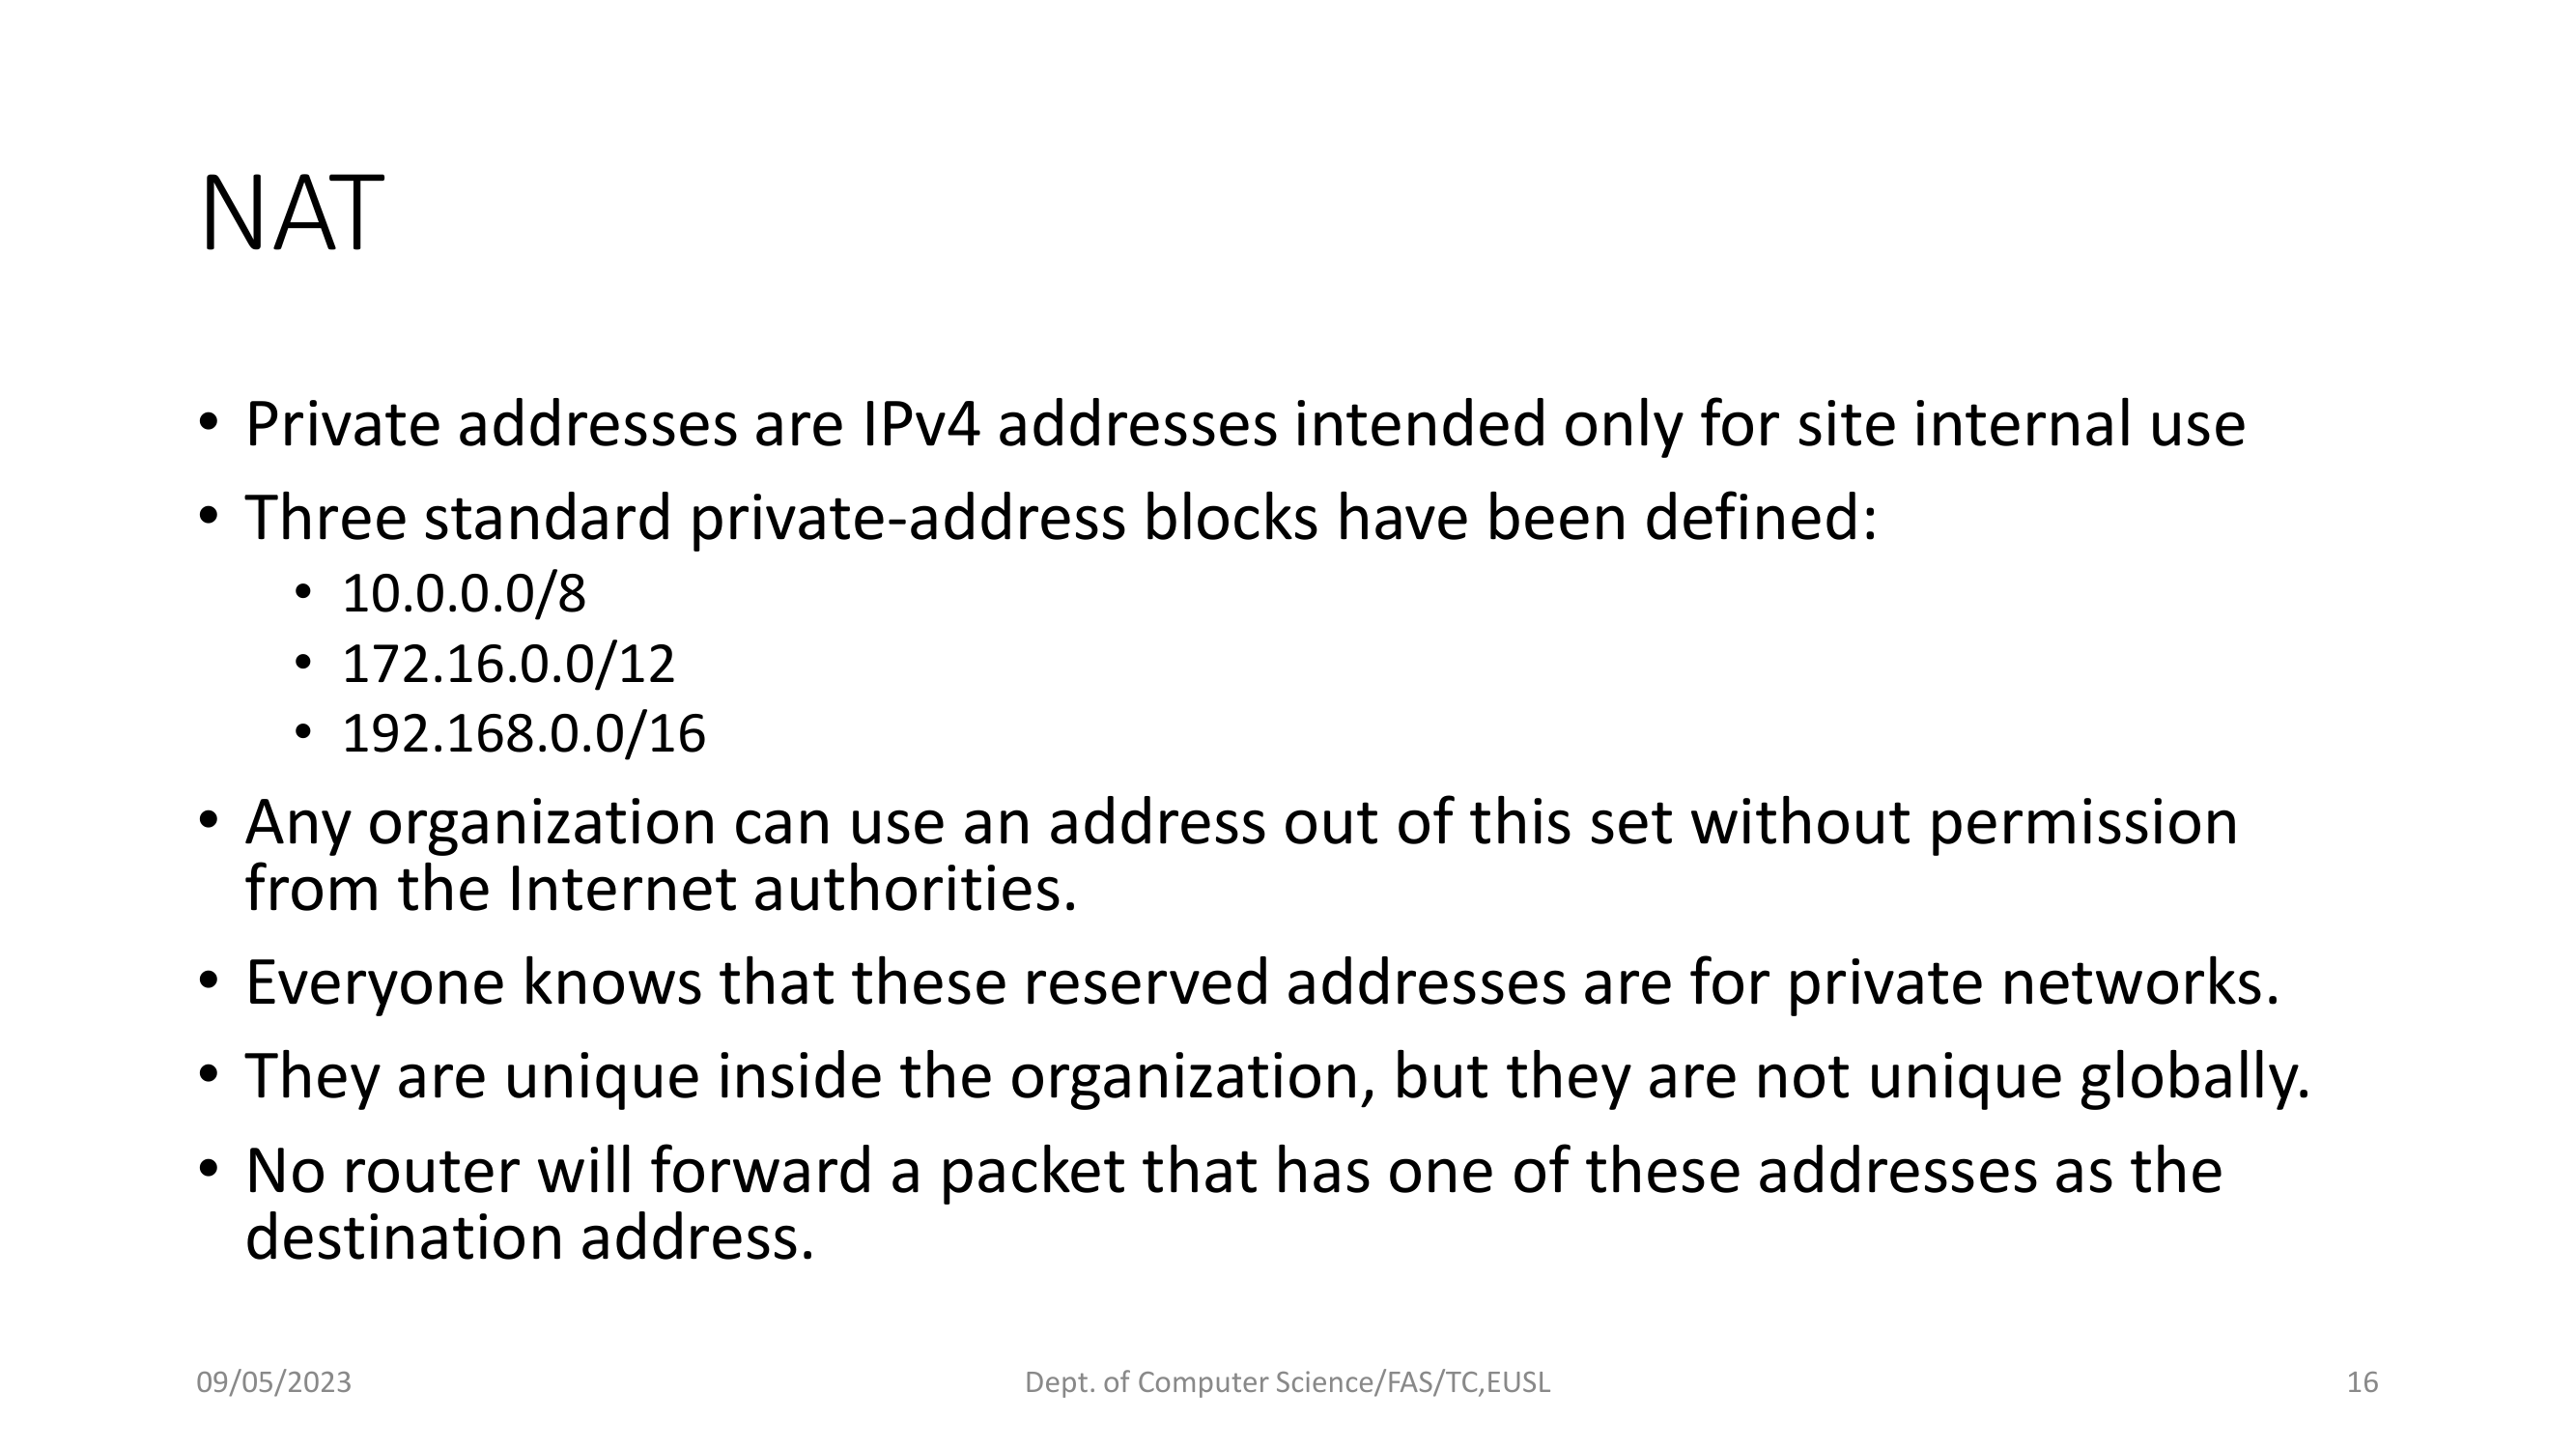 NAT
• Private addresses are IPv4 addresses intended only for site internal use
• Three standard private-address blocks have been defined:
• 10.0.0.0/8
• 172.16.0.0/12
• 192.168.0.0/16
• Any organization can use an address out of this set without permission
from the Internet authorities.
• Everyone knows that these reserved addresses are for private networks.
• They are unique inside the organization, but they are not unique globally.
• No router will forward a packet that has one of these addresses as the
destination address.
09/05/2023
Dept. of Computer Science/FAS/TC,EUSL
16